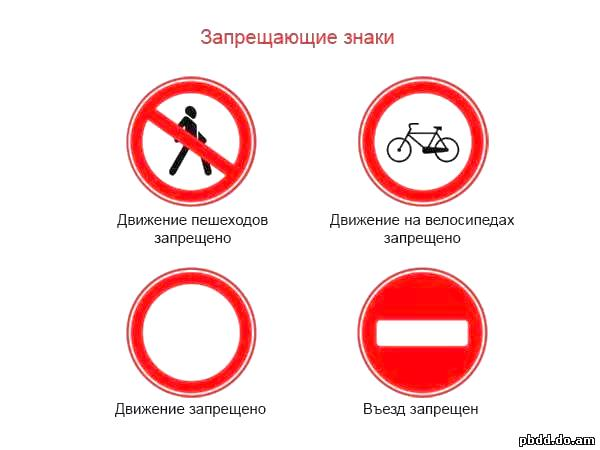 Запрещающие знаки
Движение пешеходов
запрещено
Движение на велосипедах
запрещено
Движение запрещено
Въезд запрещен
pbdd.do.am